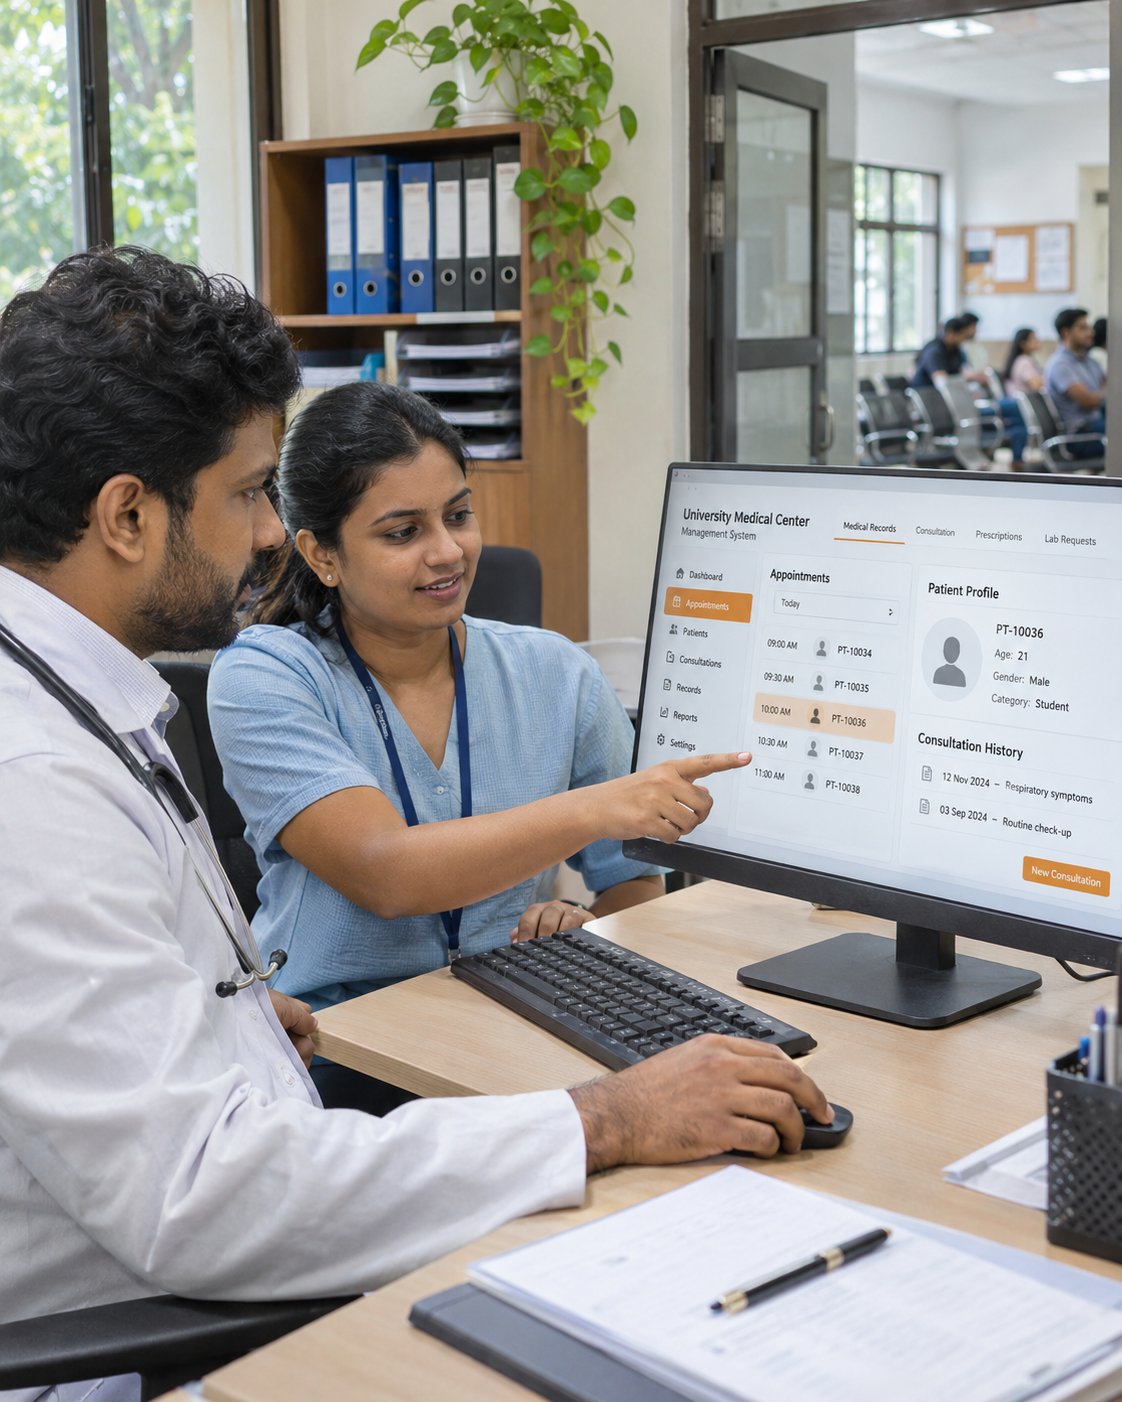 University Medical Center
Management System
Medical Records
Consultation
Prescriptions
Lab Requests
Dashboard
Appointments
Patients
Consultations
Records
Reports
Settings
Appointments
Today
09:00 AM PT-10034
09:30 AM PT-10035
10:00 AM PT-10036
10:30 AM PT-10037
11:00 AM PT-10038
Patient Profile
PT-10036
Age: 21
Gender: Male
Category: Student
Consultation History
12 Nov 2024 – Respiratory symptoms
03 Sep 2024 – Routine check-up
New Consultation